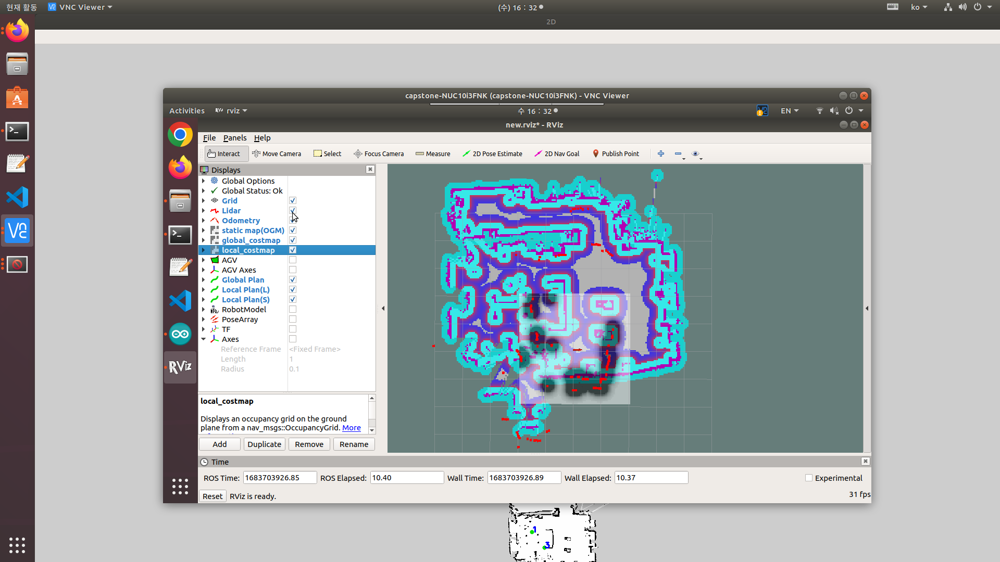 현재 활동 VNC Viewer (수) 16 : 32 ko
2D
capstone-NUC10i3FNK (capstone-NUC10i3FNK) - VNC Viewer
Activities rviz 수 16 : 32 EN
new.rviz* - RViz
File Panels Help
Interact Move Camera Select Focus Camera Measure 2D Pose Estimate 2D Nav Goal Publish Point
Displays
Global Options
Global Status: Ok
Grid
Lidar
Odometry
static map(OGM)
global_costmap
local_costmap
AGV
AGV Axes
Global Plan
Local Plan(L)
Local Plan(S)
RobotModel
PoseArray
TF
Axes
Reference Frame <Fixed Frame>
Length 1
Radius 0.1
RViz
local_costmap
Displays an occupancy grid on the ground
plane from a nav_msgs::OccupancyGrid. More
Add Duplicate Remove Rename
Time
ROS Time: 1683703926.85 ROS Elapsed: 10.40 Wall Time: 1683703926.89 Wall Elapsed: 10.37 Experimental
Reset RViz is ready. 31 fps
1
3